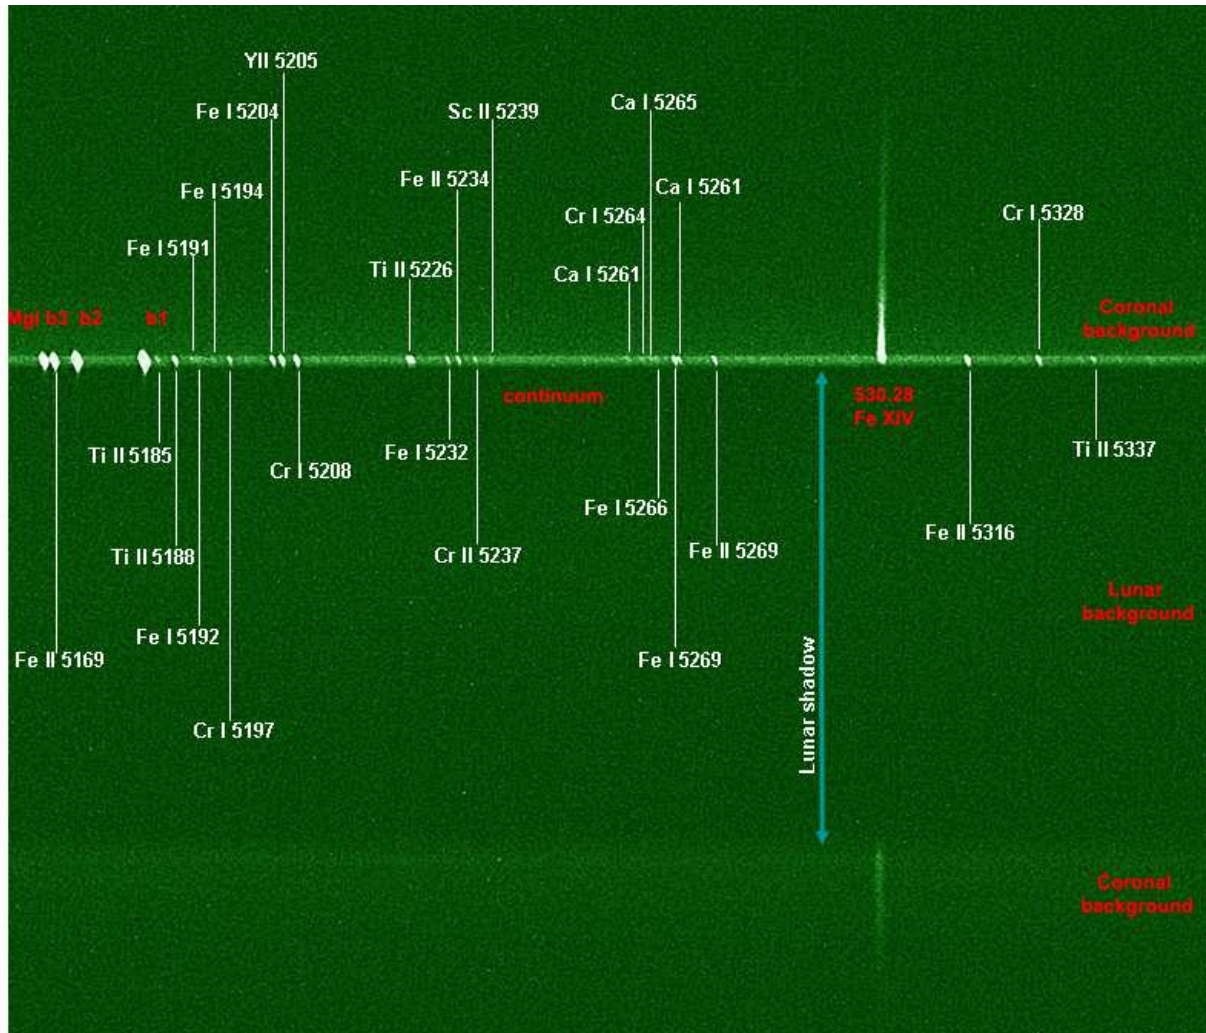 YII 5205
Fe I 5204
Sc II 5239
Ca I 5265
Fe II 5234
Fe I 5194
Ca I 5261
Cr I 5264
Cr I 5328
Fe I 5191
Ti II 5226
Ca I 5261
MgI b3 b2 b1
Coronal
background
continuum
530.28
Fe XIV
Ti II 5185
Fe I 5232
Cr I 5208
Ti II 5337
Fe I 5266
Fe II 5316
Ti II 5188
Cr II 5237
Fe II 5269
Lunar
background
Fe I 5192
Fe II 5169
Fe I 5269
Lunar shadow
Cr I 5197
Coronal
background